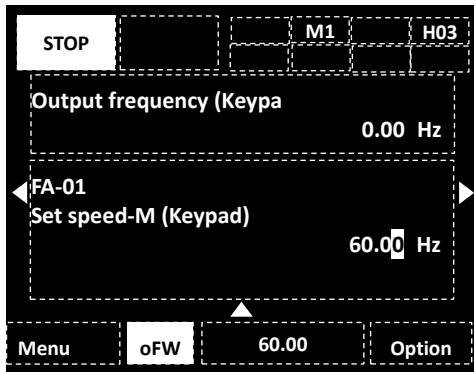 STOP M1 H03
Output frequency (Keypa
0.00 Hz
FA-01
Set speed-M (Keypad)
60.00 Hz
Menu oFW 60.00 Option